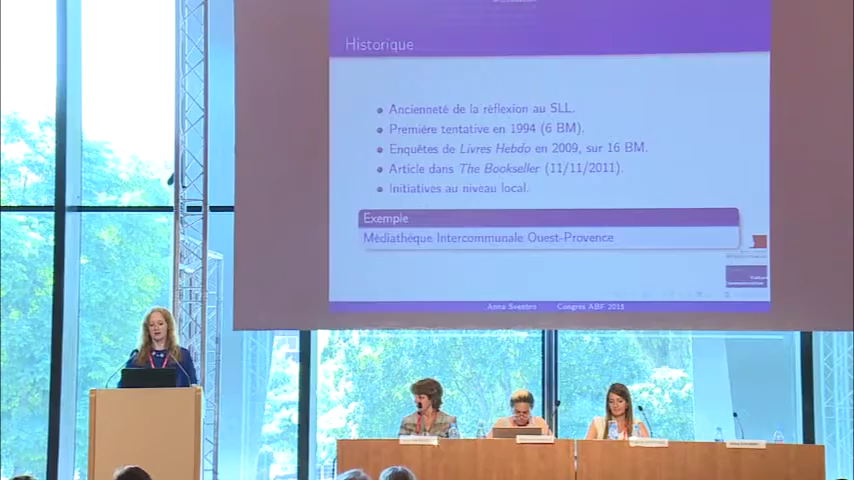 Historique
Ancienneté de la réflexion au SLL.
Première tentative en 1994 (6 BM).
Enquêtes de Livres Hebdo en 2009, sur 16 BM.
Article dans The Bookseller (11/11/2011).
Initiatives au niveau local.
Exemple
Médiathèque Intercommunale Ouest-Provence
Anna Svenbro Congrès ABF 2013